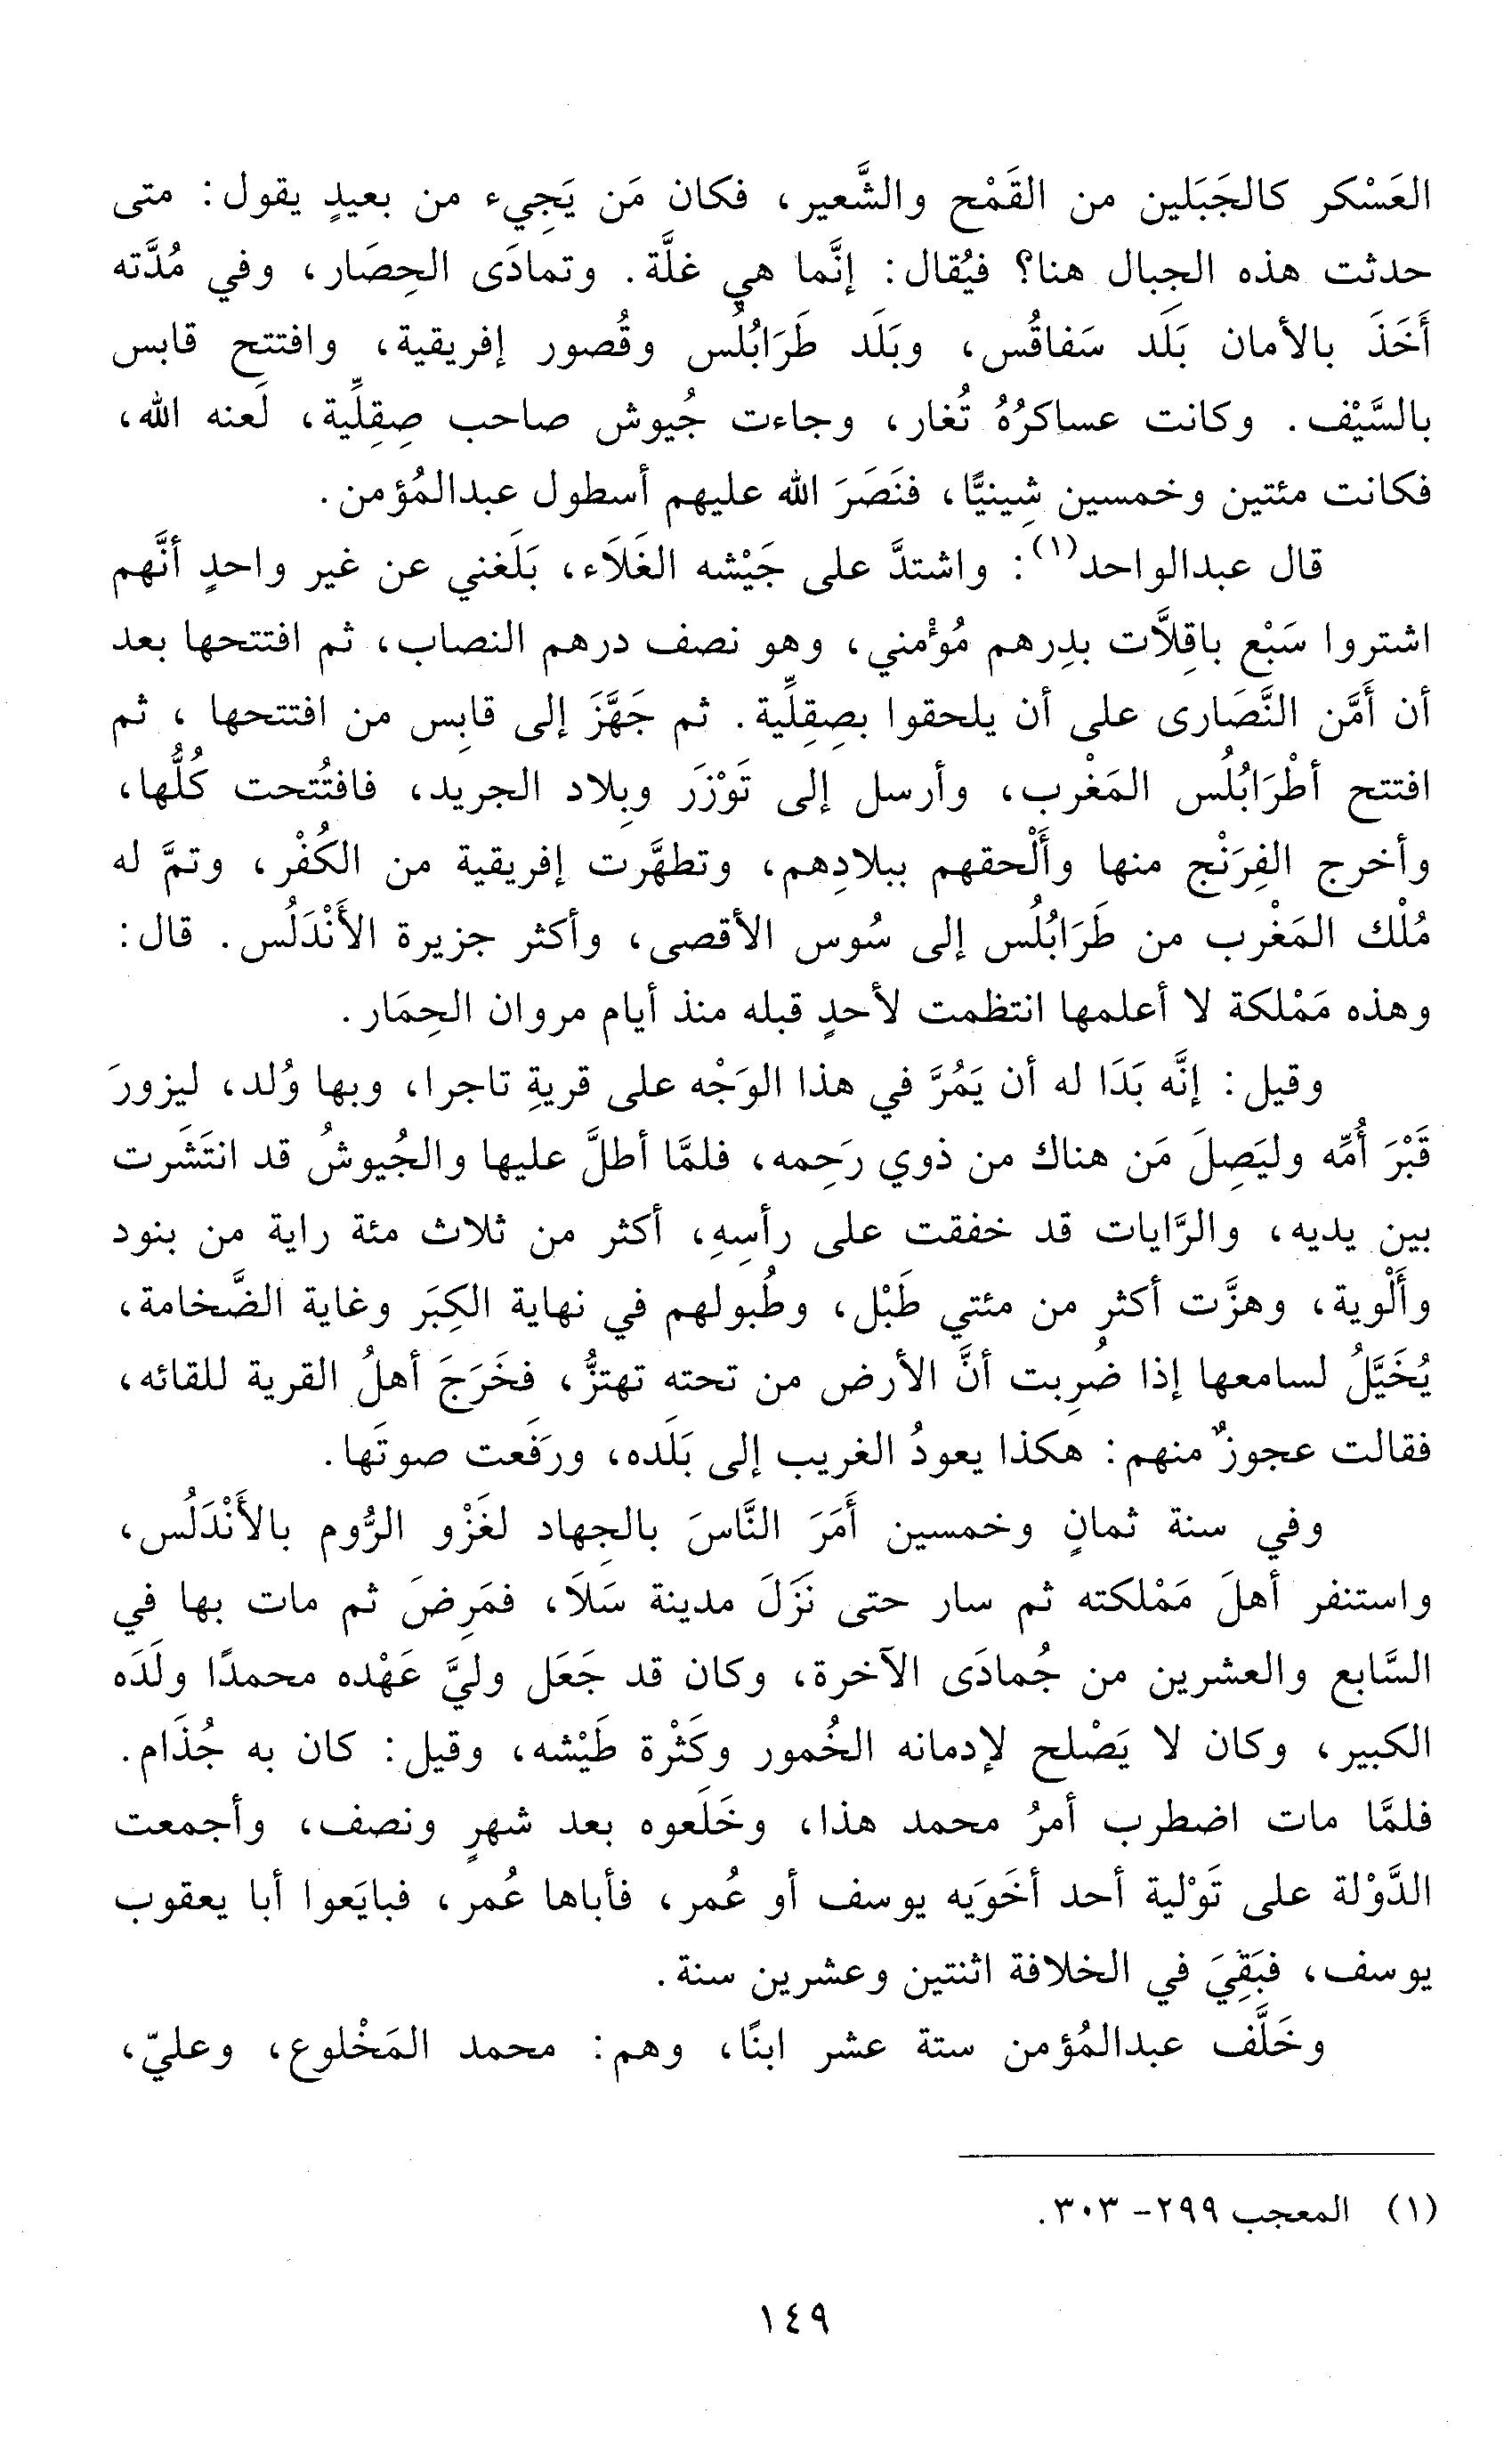 العَسْكر كالجَبَلين من القَمْح والشَّعير، فكان مَن يَجِيء من بعيدٍ يقول: متى
حدثت هذه الجِبال هنا؟ فيُقال: إنَّما هي غلَّة. وتمادَى الحِصَار، وفي مُدَّته
أَخَذَ بالأمان بَلَد سَفاقُس، وبَلَد طَرَابُلُس وقُصور إفريقية، وافتتح قابس
بالسَّيْف. وكانت عساكرُهُ تُغار، وجاءت جُيوش صاحب صِقِلِّية، لَعنه الله،
فكانت مئتين وخمسين شِينيًّا، فنَصَرَ الله عليهم أسطول عبدالمُؤمن.
قال عبدالواحد(١): واشتدَّ على جَيْشه الغَلَاء، بَلَغني عن غير واحدٍ أنَّهم
اشتروا سَبْع باقِلاَّت بدِرهم مُؤْمني، وهو نصف درهم النصاب، ثم افتتحها بعد
أن أَمَّن النَّصَارى على أن يلحقوا بصِقِلِّية. ثم جَهَّزَ إلى قابِس من افتتحها ، ثم
افتتح أطْرَابُلُس المَغْرب، وأرسل إلى تَوْزَر وبِلاد الجريد، فافتُتحت كُلُّها،
وأخرج الفِرَنْج منها وأَلْحقهم ببلادِهم، وتطهَّرت إفريقية من الكُفْر، وتمَّ له
مُلْك المَغْرب من طَرَابُلُس إلى سُوس الأقصى، وأكثر جزيرة الأَنْدَلُس. قال:
وهذه مَمْلكة لا أعلمها انتظمت لأحدٍ قبله منذ أيام مروان الحِمَار.
وقيل: إنَّه بَدَا له أن يَمُرَّ في هذا الوَجْه على قريةِ تاجرا، وبها وُلد، ليزورَ
قَبْرَ أُمِّه وليَصِلَ مَن هناك من ذوي رَحِمه، فلمَّا أطلَّ عليها والجُيوشُ قد انتَشَرت
بين يديه، والرَّايات قد خفقت على رأسِهِ، أكثر من ثلاث مئة راية من بنود
وأَلْوية، وهزَّت أكثر من مئتي طَبْل، وطُبولهم في نهاية الكِبَر وغاية الضَّخامة،
يُخَيَّلُ لسامعها إذا ضُرِبت أنَّ الأرض من تحته تهتزُّ، فخَرَجَ أهلُ القرية للقائه،
فقالت عجوزٌ منهم: هكذا يعودُ الغريب إلى بَلَده، ورَفَعت صوتَها.
وفي سنة ثمانٍ وخمسين أَمَرَ النَّاسَ بالجِهاد لغَزْو الرُّوم بالأَنْدَلُس،
واستنفر أهلَ مَمْلكته ثم سار حتى نَزَلَ مدينة سَلَا، فمَرِضَ ثم مات بها في
السَّابع والعشرين من جُمادَى الآخرة، وكان قد جَعَل وليَّ عَهْده محمدًا ولَدَه
الكبير، وكان لا يَصْلح لإدمانه الخُمور وكَثْرة طَيْشه، وقيل: كان به جُذَام.
فلمَّا مات اضطرب أمرُ محمد هذا، وخَلَعوه بعد شهرٍ ونصف، وأجمعت
الدَّوْلة على تَوْلية أحد أخَوَيه يوسف أو عُمر، فأباها عُمر، فبايَعوا أبا يعقوب
يوسف، فبَقِيَ في الخلافة اثنتين وعشرين سنة.
وخَلَّف عبدالمُؤمن ستة عشر ابنًا، وهم: محمد المَخْلوع، وعليّ،
(١) المعجب ٢٩٩- ٣٠٣.
١٤٩